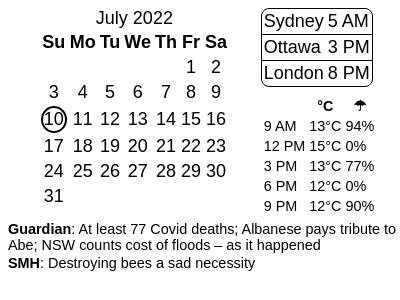 July 2022
Su Mo Tu We Th Fr Sa
1 2
3 4 5 6 7 8 9
10 11 12 13 14 15 16
17 18 19 20 21 22 23
24 25 26 27 28 29 30
31
Sydney 5 AM
Ottawa 3 PM
London 8 PM
°C ☂
9 AM 13°C 94%
12 PM 15°C 0%
3 PM 13°C 77%
6 PM 12°C 0%
9 PM 12°C 90%
Guardian: At least 77 Covid deaths; Albanese pays tribute to
Abe; NSW counts cost of floods – as it happened
SMH: Destroying bees a sad necessity